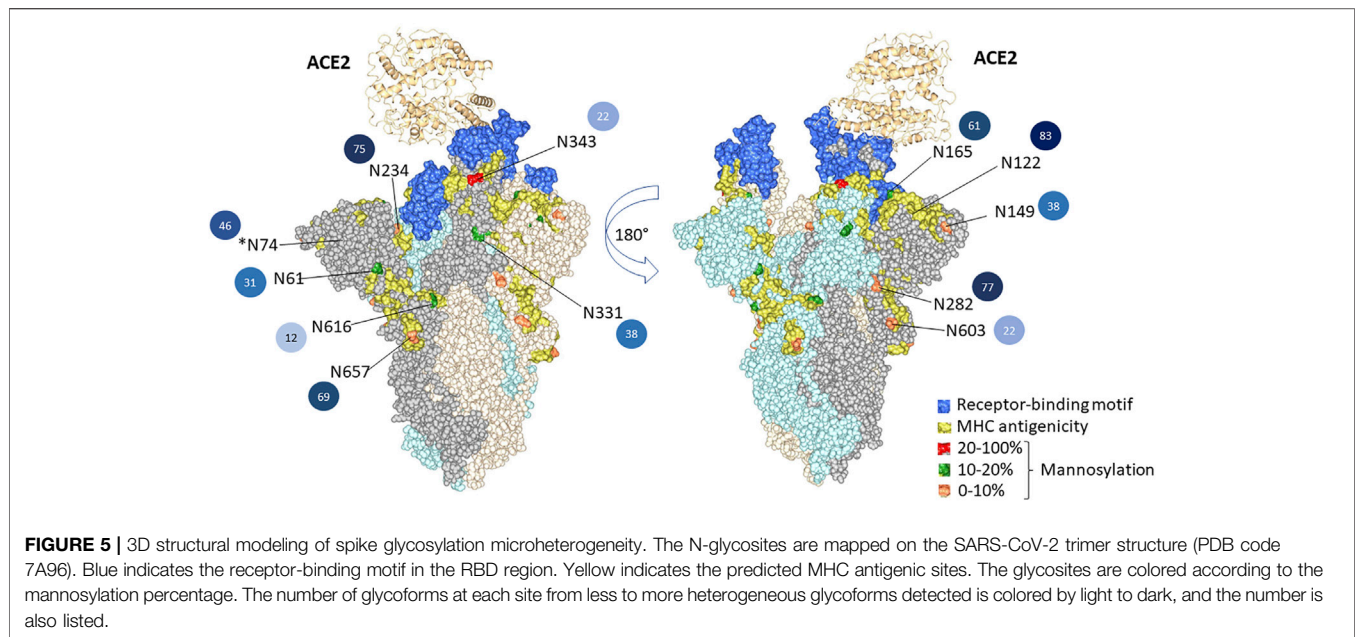 ACE2
ACE2
22
61
83
75
N343
N165
N234
N122
N149
38
46
*N74
180°
31
N61
77
N282
N616
N331
N603
22
12
38
N657
69
Receptor-binding motif
MHC antigenicity
20-100%
10-20%
Mannosylation
0-10%
FIGURE 5 | 3D structural modeling of spike glycosylation microheterogeneity. The N-glycosites are mapped on the SARS-CoV-2 trimer structure (PDB code
7A96). Blue indicates the receptor-binding motif in the RBD region. Yellow indicates the predicted MHC antigenic sites. The glycosites are colored according to the
mannosylation percentage. The number of glycoforms at each site from less to more heterogeneous glycoforms detected is colored by light to dark, and the number is
also listed.